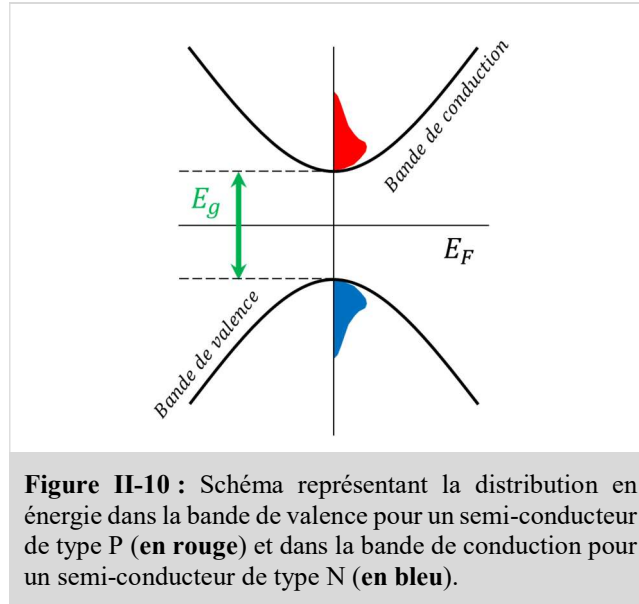 Bande de conduction
E_g
E_F
Bande de valence
Figure II-10 : Schéma représentant la distribution en
énergie dans la bande de valence pour un semi-conducteur
de type P (en rouge) et dans la bande de conduction pour
un semi-conducteur de type N (en bleu).